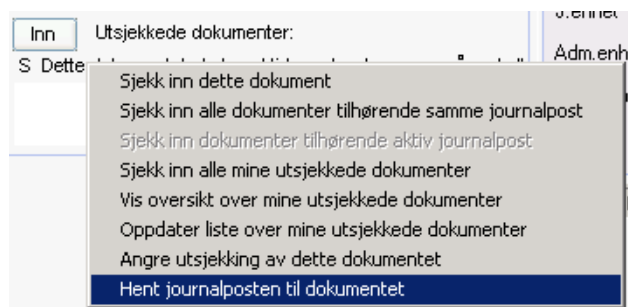 J.enhet
Inn Utsjekkede dokumenter:
Adm.enh
S Dette
Sjekk inn dette dokument
Sjekk inn alle dokumenter tilhørende samme journalpost
Sjekk inn dokumenter tilhørende aktiv journalpost
Sjekk inn alle mine utsjekkede dokumenter
Vis oversikt over mine utsjekkede dokumenter
Oppdater liste over mine utsjekkede dokumenter
Angre utsjekking av dette dokumentet
Hent journalposten til dokumentet